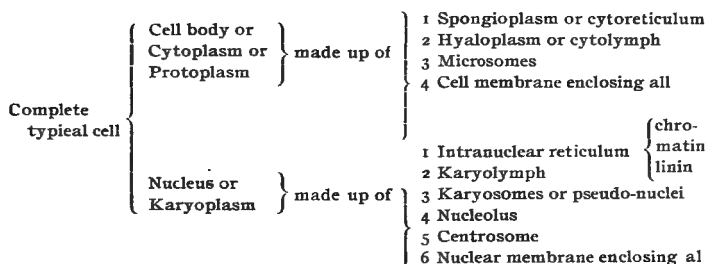 Complete
typical cell
Cell body or
Cytoplasm or
Protoplasm
made up of
1 Spongioplasm or cytoreticulum
2 Hyaloplasm or cytolymph
3 Microsomes
4 Cell membrane enclosing all
Nucleus or
Karyoplasm
made up of
1 Intranuclear reticulum
chro-
matin
linin
2 Karyolymph
3 Karyosomes or pseudo-nuclei
4 Nucleolus
5 Centrosome
6 Nuclear membrane enclosing al